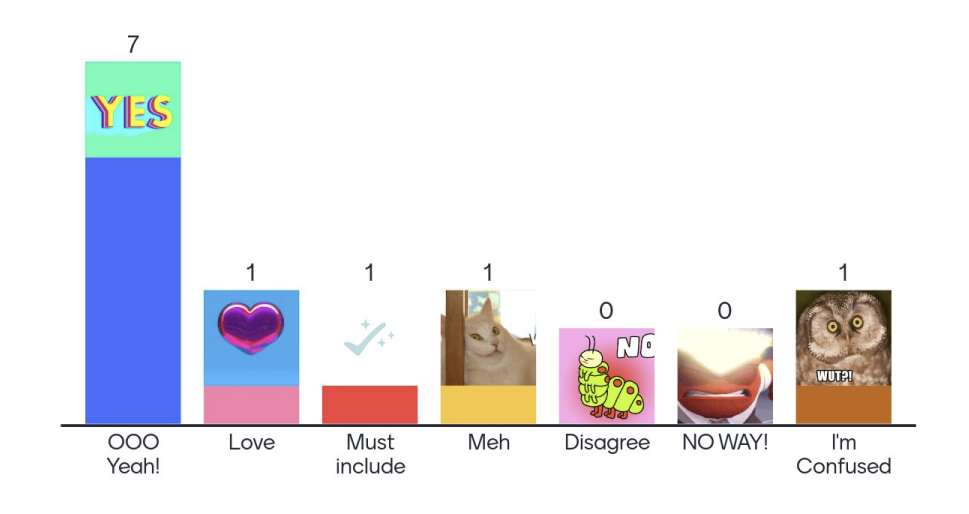 7
YES
1
1
1
0
NO
0
1
WUT?!
OOO
Yeah!
Love
Must
include
Meh
Disagree
NO WAY!
I'm
Confused